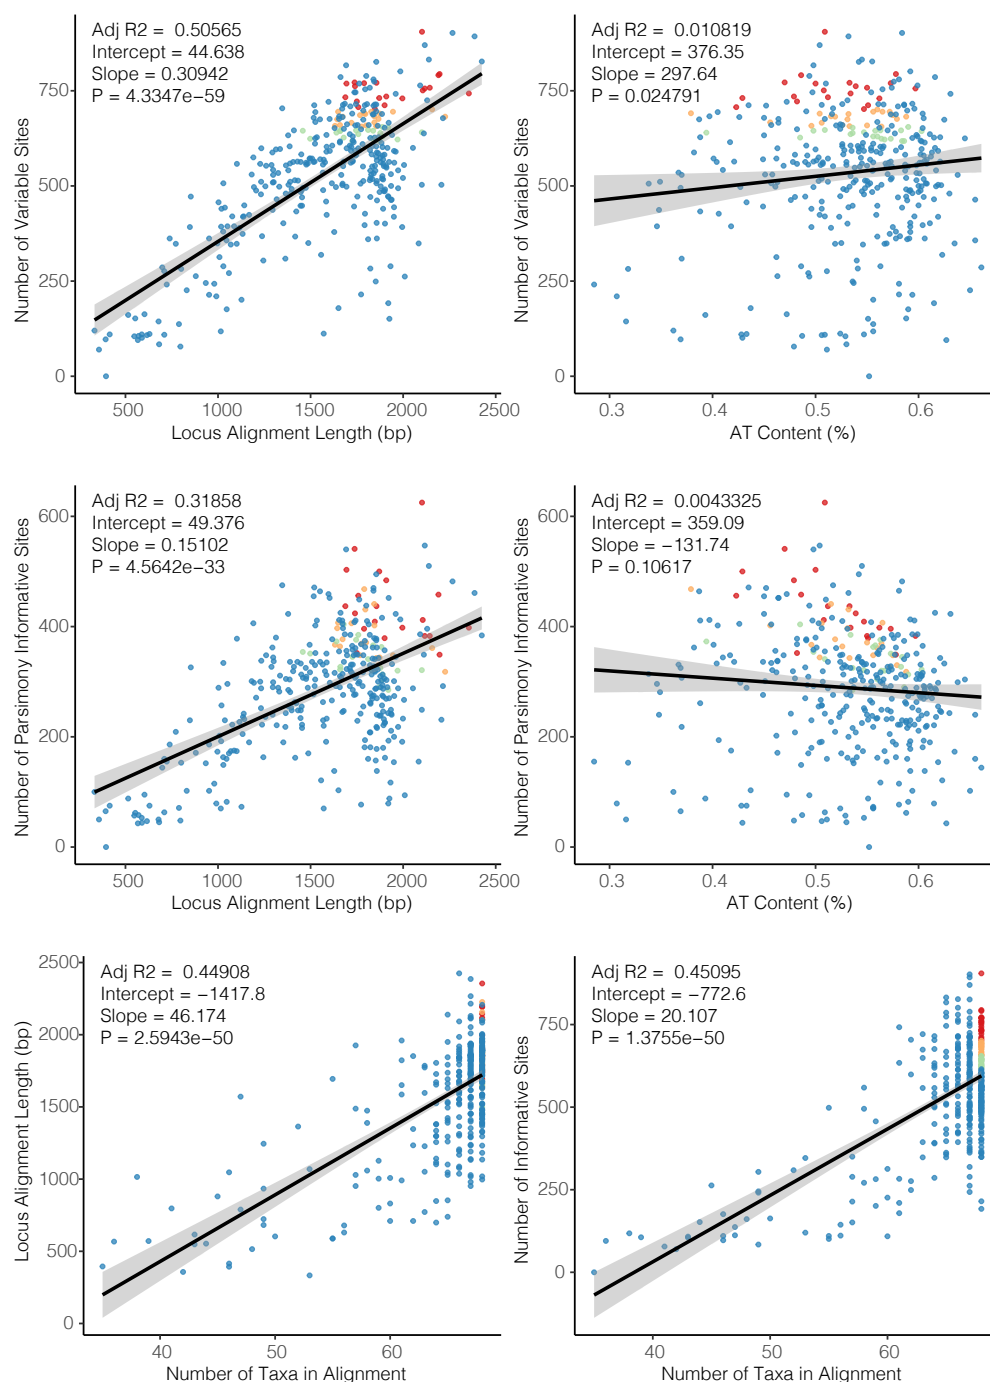 Adj R2 =  0.50565
Intercept = 44.638
Slope = 0.30942
P = 4.3347e−59
Number of Variable Sites
750
500
250
0
500 1000 1500 2000 2500
Locus Alignment Length (bp)
Adj R2 =  0.010819
Intercept = 376.35
Slope = 297.64
P = 0.024791
Number of Variable Sites
750
500
250
0
0.3 0.4 0.5 0.6
AT Content (%)
Adj R2 =  0.31858
Intercept = 49.376
Slope = 0.15102
P = 4.5642e−33
Number of Parsimony Informative Sites
600
400
200
0
500 1000 1500 2000 2500
Locus Alignment Length (bp)
Adj R2 =  0.0043325
Intercept = 359.09
Slope = −131.74
P = 0.10617
Number of Parsimony Informative Sites
600
400
200
0
0.3 0.4 0.5 0.6
AT Content (%)
Adj R2 =  0.44908
Intercept = −1417.8
Slope = 46.174
P = 2.5943e−50
Locus Alignment Length (bp)
2500
2000
1500
1000
500
0
40 50 60
Number of Taxa in Alignment
Adj R2 =  0.45095
Intercept = −772.6
Slope = 20.107
P = 1.3755e−50
Number of Informative Sites
750
500
250
0
40 50 60
Number of Taxa in Alignment